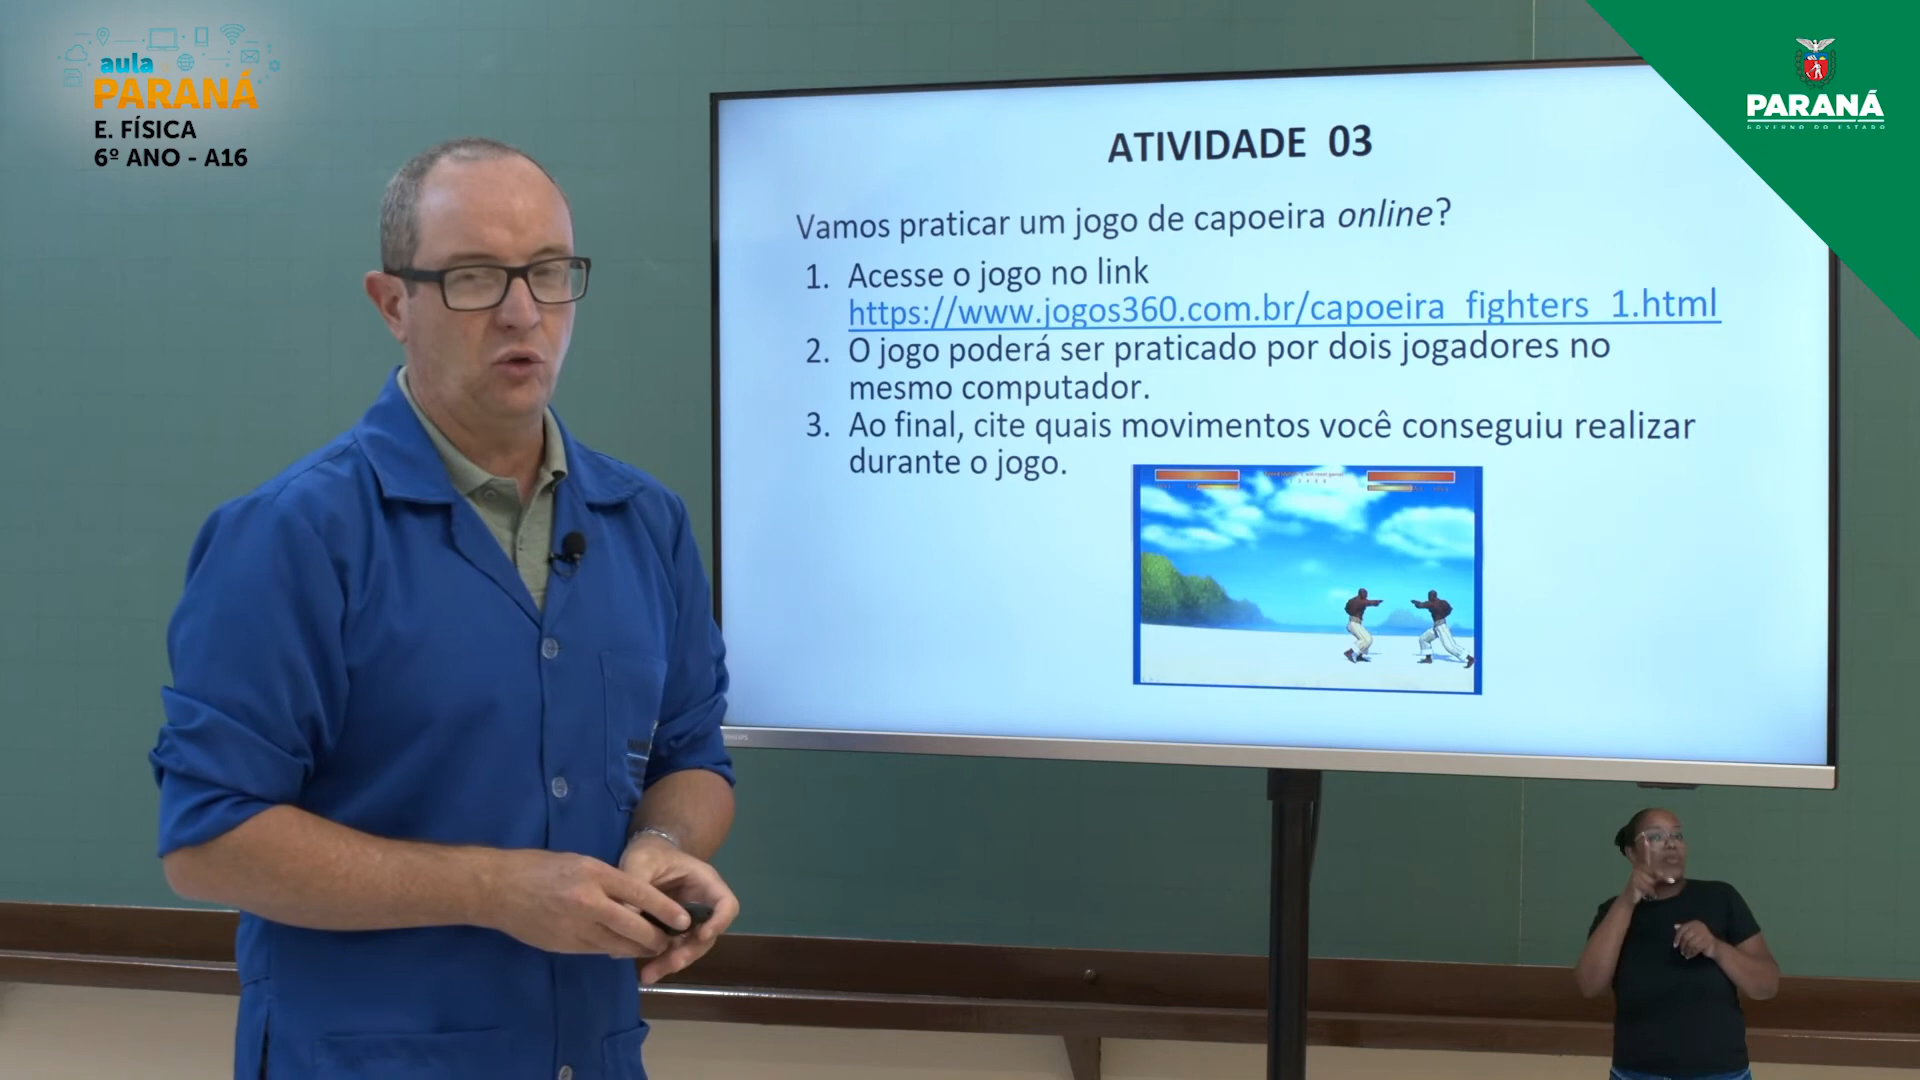 aula
PARANÁ
E. FÍSICA
6º ANO - A16
PARANÁ
GOVERNO DO ESTADO
ATIVIDADE 03
Vamos praticar um jogo de capoeira online?
1. Acesse o jogo no link
https://www.jogos360.com.br/capoeira_fighters_1.html
2. O jogo poderá ser praticado por dois jogadores no
mesmo computador.
3. Ao final, cite quais movimentos você conseguiu realizar
durante o jogo.
PHILIPS